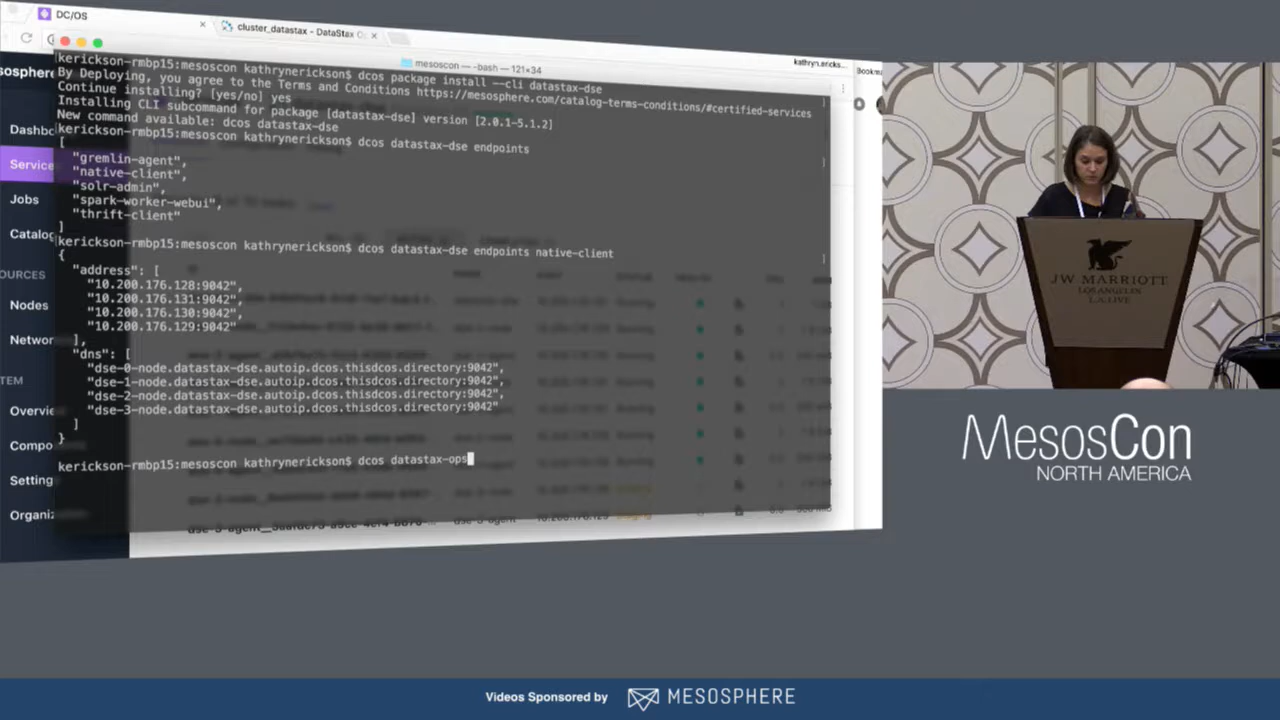 DC/OS
cluster_datastax - DataStax O
mesoscon — -bash — 121×34
kathryn.ericks...
Bookma
esosphere
kerickson-rmbp15:mesoscon kathrynerickson$ dcos package install --cli datastax-dse
By Deploying, you agree to the Terms and Conditions https://mesosphere.com/catalog-terms-conditions/#certified-services
Continue installing? [yes/no] yes
Installing CLI subcommand for package [datastax-dse] version [2.0.1-5.1.2]
New command available: dcos datastax-dse
kerickson-rmbp15:mesoscon kathrynerickson$ dcos datastax-dse endpoints
[
"gremlin-agent",
"native-client",
"solr-admin",
"spark-worker-webui",
"thrift-client"
]
kerickson-rmbp15:mesoscon kathrynerickson$ dcos datastax-dse endpoints native-client
{
"address": [
"10.200.176.128:9042",
"10.200.176.131:9042",
"10.200.176.130:9042",
"10.200.176.129:9042"
],
"dns": [
"dse-0-node.datastax-dse.autoip.dcos.thisdcos.directory:9042",
"dse-1-node.datastax-dse.autoip.dcos.thisdcos.directory:9042",
"dse-2-node.datastax-dse.autoip.dcos.thisdcos.directory:9042",
"dse-3-node.datastax-dse.autoip.dcos.thisdcos.directory:9042"
]
}
kerickson-rmbp15:mesoscon kathrynerickson$ dcos datastax-ops
Dashbo
Services
Jobs
Catalog
OURCES
Nodes
Network
TEM
Overvie
Compo
Setting
Organiz
JW MARRIOTT
LOS ANGELES
L.A. LIVE
MesosCon
NORTH AMERICA
Videos Sponsored by
MESOSPHERE